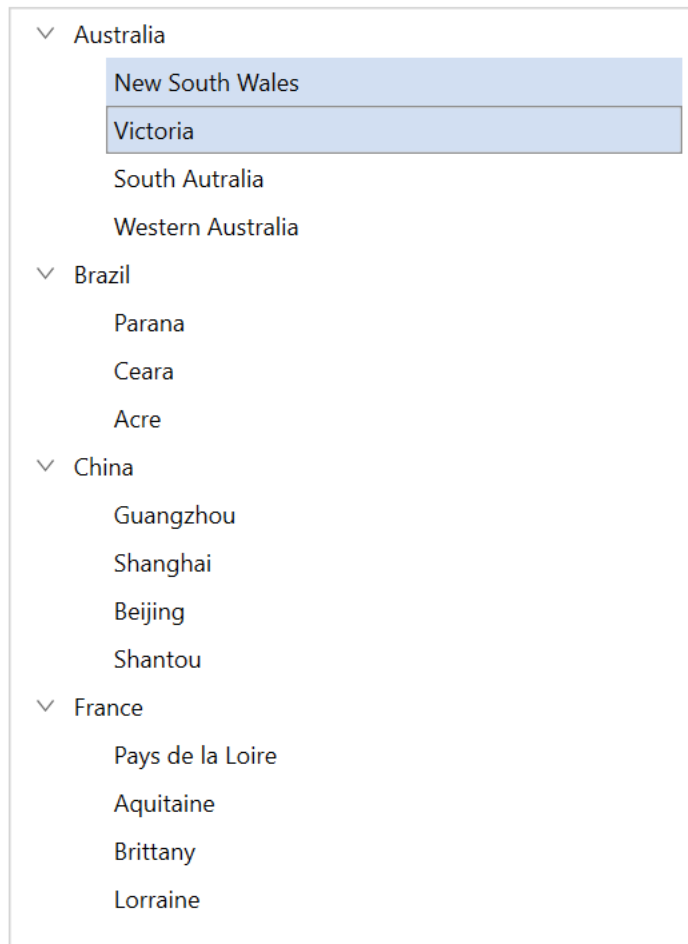 Australia
New South Wales
Victoria
South Autralia
Western Australia
Brazil
Parana
Ceara
Acre
China
Guangzhou
Shanghai
Beijing
Shantou
France
Pays de la Loire
Aquitaine
Brittany
Lorraine